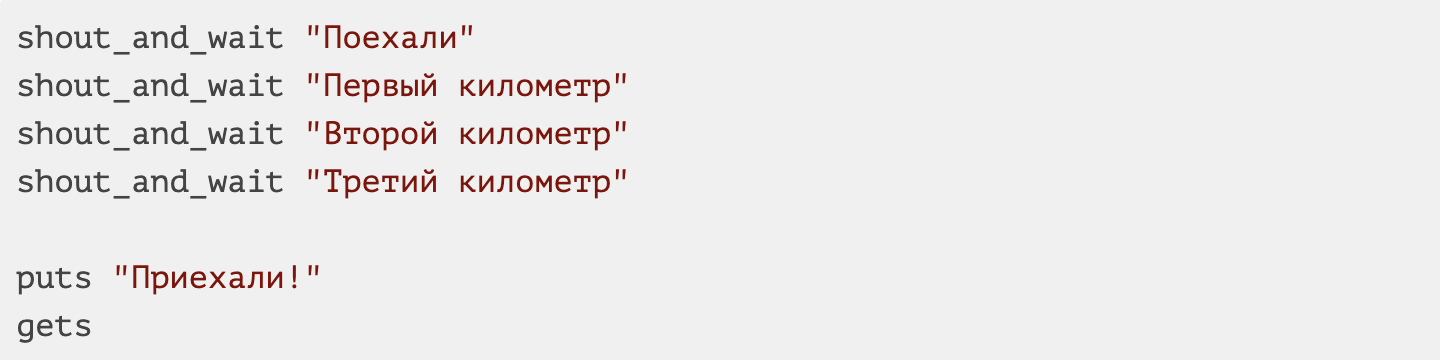 shout_and_wait "Поехали"
shout_and_wait "Первый километр"
shout_and_wait "Второй километр"
shout_and_wait "Третий километр"
puts "Приехали!"
gets